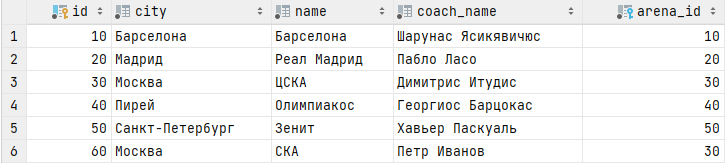 id city name coach_name arena_id
1 10 Барселона Барселона Шарунас Ясикявичюс 10
2 20 Мадрид Реал Мадрид Пабло Ласо 20
3 30 Москва ЦСКА Димитрис Итудис 30
4 40 Пирей Олимпиакос Георгиос Барцокас 40
5 50 Санкт-Петербург Зенит Хавьер Паскуаль 50
6 60 Москва СКА Петр Иванов 30